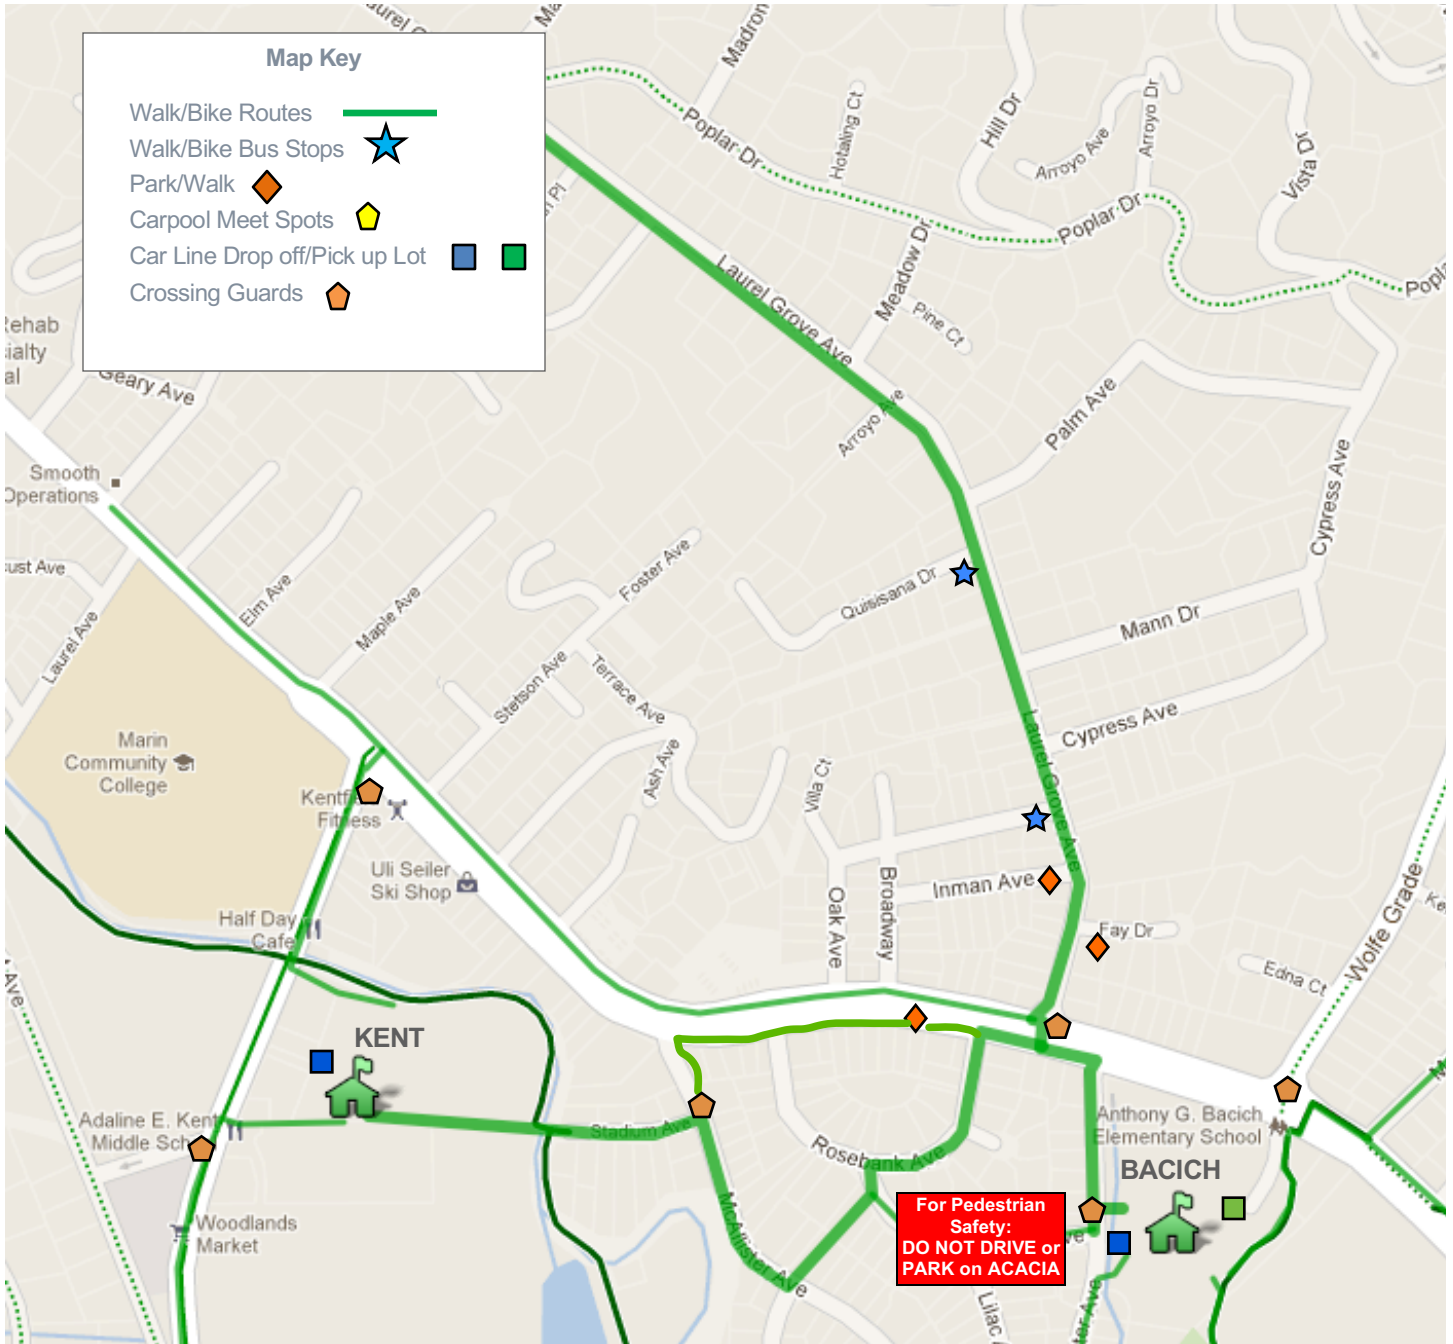 Map Key
Walk/Bike Routes
Walk/Bike Bus Stops
Park/Walk
Carpool Meet Spots
Car Line Drop off/Pick up Lot
Crossing Guards
Madron
Poplar Dr
Hotaling Ct
Hill Dr
Arroyo Ave
Arroyo Dr
Vista Dr
Poplar Dr
Meadow Dr
Pine Ct
Laurel Grove Ave
Arroyo Ave
Palm Ave
Cypress Ave
Geary Ave
Smooth
Operations
Laurel Ave
Elm Ave
Maple Ave
Foster Ave
Stetson Ave
Terrace Ave
Ash Ave
Quisisana Dr
Mann Dr
Cypress Ave
Laurel Grove Ave
Marin
Community
College
Uli Seiler
Ski Shop
Villa Ct
Oak Ave
Broadway
Inman Ave
Fay Dr
Edna Ct
Wolfe Grade
Half Day
Cafe
KENT
Adaline E. Kent
Middle Sch
Stadium Ave
Rosebank Ave
McAllister Ave
Woodlands
Market
Anthony G. Bacich
Elementary School
BACICH
For Pedestrian
Safety:
DO NOT DRIVE or
PARK on ACACIA
Lilac